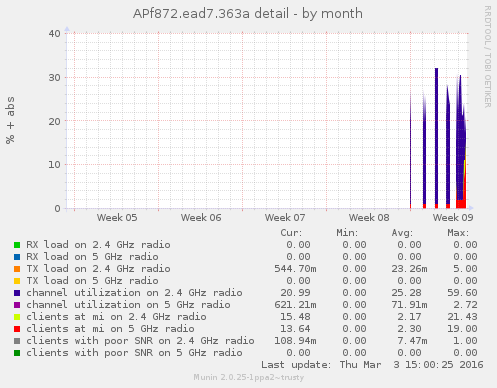 APf872.ead7.363a detail - by month
RRDTOOL / TOBI OETIKER
% + abs
40
30
20
10
0
Week 05 Week 06 Week 07 Week 08 Week 09
Cur: Min: Avg: Max:
RX load on 2.4 GHz radio 0.00 0.00 0.00 0.00
RX load on 5 GHz radio 0.00 0.00 0.00 0.00
TX load on 2.4 GHz radio 544.70m 0.00 23.26m 5.00
TX load on 5 GHz radio 0.00 0.00 0.00 0.00
channel utilization on 2.4 GHz radio 20.99 0.00 25.28 59.60
channel utilization on 5 GHz radio 621.21m 0.00 71.91m 2.72
clients at mi on 2.4 GHz radio 15.48 0.00 2.17 21.43
clients at mi on 5 GHz radio 13.64 0.00 2.30 19.00
clients with poor SNR on 2.4 GHz radio 108.94m 0.00 7.47m 1.00
clients with poor SNR on 5 GHz radio 0.00 0.00 0.00 0.00
Last update: Thu Mar 3 15:00:25 2016
Munin 2.0.25-1ppa2~trusty